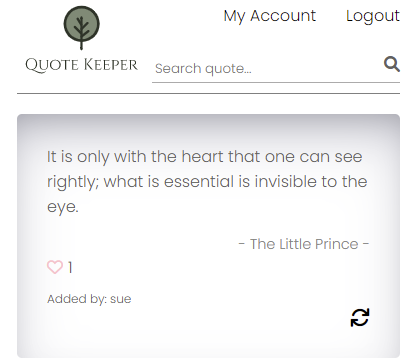 My Account Logout
QUOTE KEEPER
Search quote...
It is only with the heart that one can see
rightly; what is essential is invisible to the
eye.
- The Little Prince -
1
Added by: sue